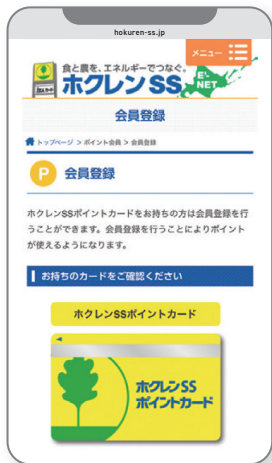 hokuren-ss.jp
メニュー
食と農を、エネルギーでつなぐ。
ホクレンSS
E's-NET
会員登録
トップページ > ポイント会員 > 会員登録
P 会員登録
ホクレンSSポイントカードをお持ちの方は会員登録を行
うことができます。会員登録を行うことによりポイント
が使えるようになります。
お持ちのカードをご確認ください
ホクレンSSポイントカード
ホクレンSS
ポイントカード